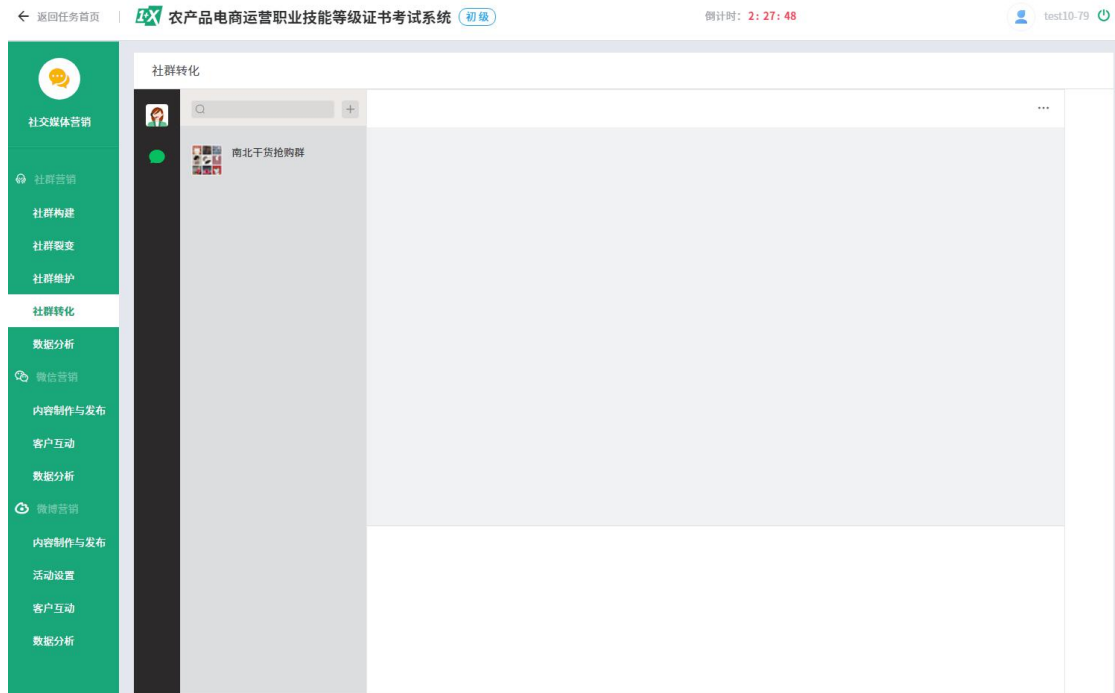 返回任务首页
1+X 农产品电商运营职业技能等级证书考试系统 初级
倒计时: 2: 27: 48
test10-79
社交媒体营销
社群营销
社群构建
社群裂变
社群维护
社群转化
数据分析
微信营销
内容制作与发布
客户互动
数据分析
微博营销
内容制作与发布
活动设置
客户互动
数据分析
社群转化
南北干货抢购群